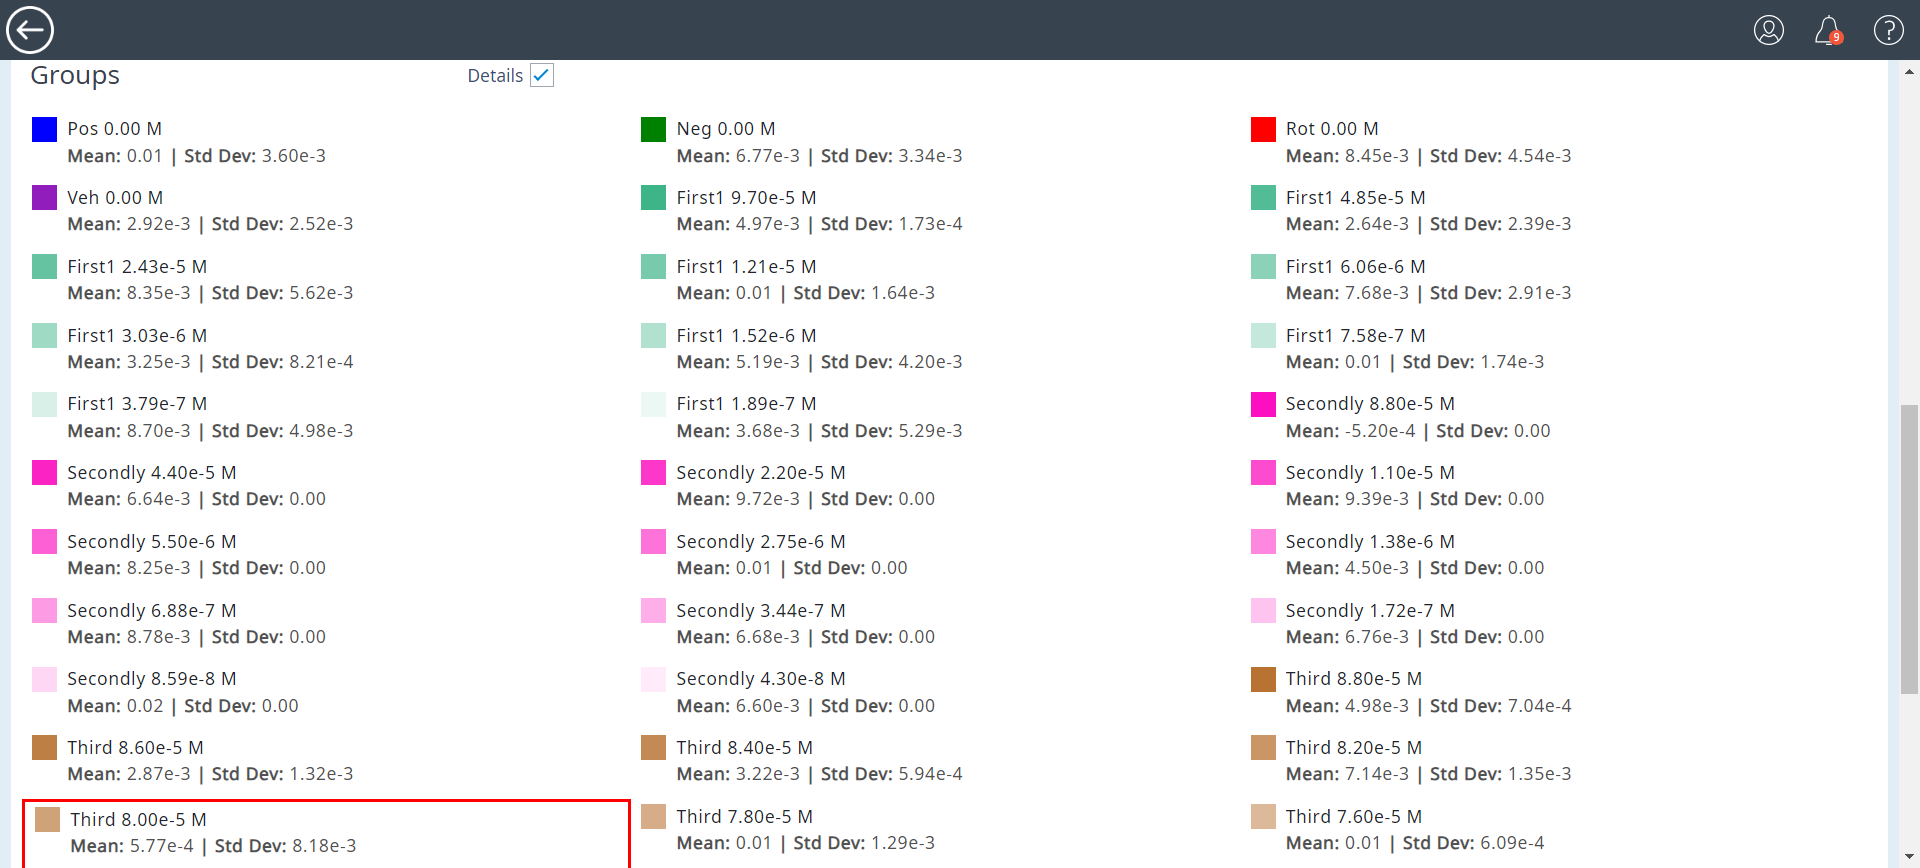 9
Groups
Details
Pos 0.00 M
Mean: 0.01 | Std Dev: 3.60e-3
Neg 0.00 M
Mean: 6.77e-3 | Std Dev: 3.34e-3
Rot 0.00 M
Mean: 8.45e-3 | Std Dev: 4.54e-3
Veh 0.00 M
Mean: 2.92e-3 | Std Dev: 2.52e-3
First1 9.70e-5 M
Mean: 4.97e-3 | Std Dev: 1.73e-4
First1 4.85e-5 M
Mean: 2.64e-3 | Std Dev: 2.39e-3
First1 2.43e-5 M
Mean: 8.35e-3 | Std Dev: 5.62e-3
First1 1.21e-5 M
Mean: 0.01 | Std Dev: 1.64e-3
First1 6.06e-6 M
Mean: 7.68e-3 | Std Dev: 2.91e-3
First1 3.03e-6 M
Mean: 3.25e-3 | Std Dev: 8.21e-4
First1 1.52e-6 M
Mean: 5.19e-3 | Std Dev: 4.20e-3
First1 7.58e-7 M
Mean: 0.01 | Std Dev: 1.74e-3
First1 3.79e-7 M
Mean: 8.70e-3 | Std Dev: 4.98e-3
First1 1.89e-7 M
Mean: 3.68e-3 | Std Dev: 5.29e-3
Secondly 8.80e-5 M
Mean: -5.20e-4 | Std Dev: 0.00
Secondly 4.40e-5 M
Mean: 6.64e-3 | Std Dev: 0.00
Secondly 2.20e-5 M
Mean: 9.72e-3 | Std Dev: 0.00
Secondly 1.10e-5 M
Mean: 9.39e-3 | Std Dev: 0.00
Secondly 5.50e-6 M
Mean: 8.25e-3 | Std Dev: 0.00
Secondly 2.75e-6 M
Mean: 0.01 | Std Dev: 0.00
Secondly 1.38e-6 M
Mean: 4.50e-3 | Std Dev: 0.00
Secondly 6.88e-7 M
Mean: 8.78e-3 | Std Dev: 0.00
Secondly 3.44e-7 M
Mean: 6.68e-3 | Std Dev: 0.00
Secondly 1.72e-7 M
Mean: 6.76e-3 | Std Dev: 0.00
Secondly 8.59e-8 M
Mean: 0.02 | Std Dev: 0.00
Secondly 4.30e-8 M
Mean: 6.60e-3 | Std Dev: 0.00
Third 8.80e-5 M
Mean: 4.98e-3 | Std Dev: 7.04e-4
Third 8.60e-5 M
Mean: 2.87e-3 | Std Dev: 1.32e-3
Third 8.40e-5 M
Mean: 3.22e-3 | Std Dev: 5.94e-4
Third 8.20e-5 M
Mean: 7.14e-3 | Std Dev: 1.35e-3
Third 8.00e-5 M
Mean: 5.77e-4 | Std Dev: 8.18e-3
Third 7.80e-5 M
Mean: 0.01 | Std Dev: 1.29e-3
Third 7.60e-5 M
Mean: 0.01 | Std Dev: 6.09e-4